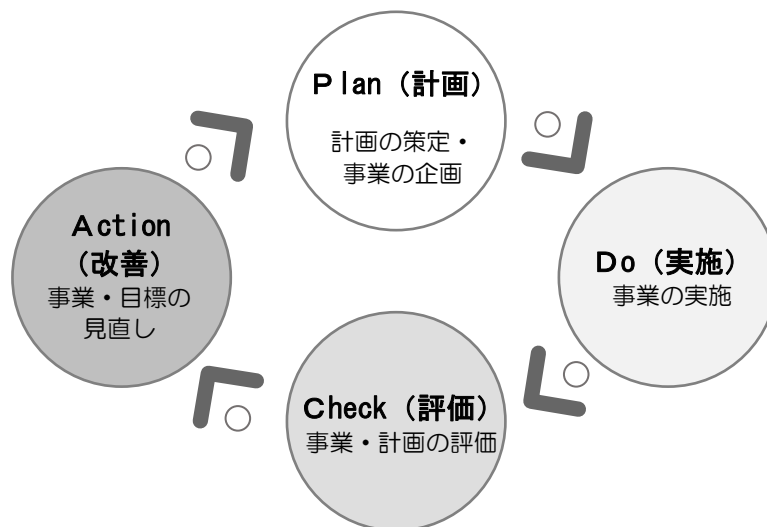 Plan（計画）
計画の策定・
事業の企画
Do（実施）
事業の実施
Check（評価）
事業・計画の評価
Action
（改善）
事業・目標の
見直し